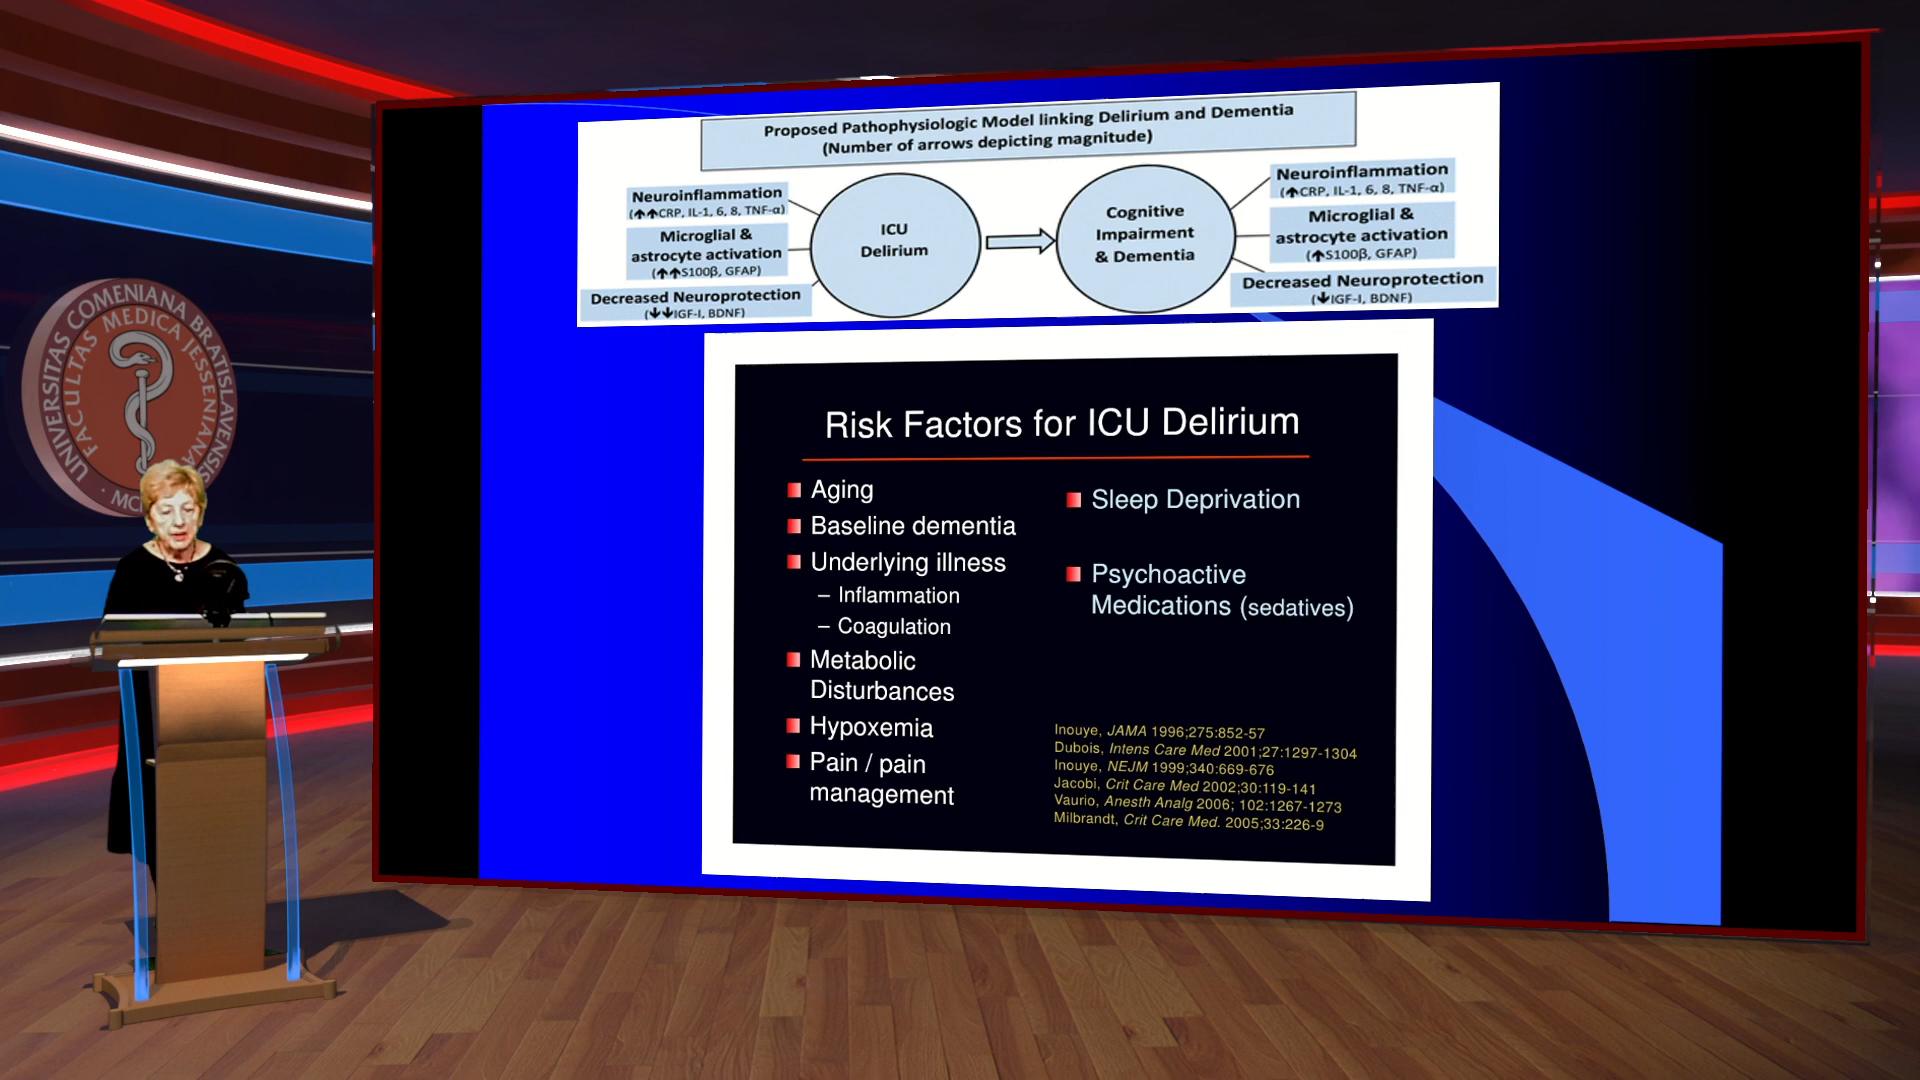 Proposed Pathophysiologic Model linking Delirium and Dementia
(Number of arrows depicting magnitude)
Neuroinflammation
(↑↑CRP, IL-1, 6, 8, TNF-α)
Microglial &
astrocyte activation
(↑↑S100β, GFAP)
Decreased Neuroprotection
(↓↓IGF-I, BDNF)
ICU
Delirium
Cognitive
Impairment
& Dementia
Neuroinflammation
(↑CRP, IL-1, 6, 8, TNF-α)
Microglial &
astrocyte activation
(↑S100β, GFAP)
Decreased Neuroprotection
(↓IGF-I, BDNF)
Risk Factors for ICU Delirium
Aging
Baseline dementia
Underlying illness
– Inflammation
– Coagulation
Metabolic
Disturbances
Hypoxemia
Pain / pain
management
Sleep Deprivation
Psychoactive
Medications (sedatives)
Inouye, JAMA 1996;275:852-57
Dubois, Intens Care Med 2001;27:1297-1304
Inouye, NEJM 1999;340:669-676
Jacobi, Crit Care Med 2002;30:119-141
Vaurio, Anesth Analg 2006; 102:1267-1273
Milbrandt, Crit Care Med. 2005;33:226-9
UNIVERSITAS COMENIANA BRATISLAVENSIS
FACULTAS MEDICA JESSENIANA